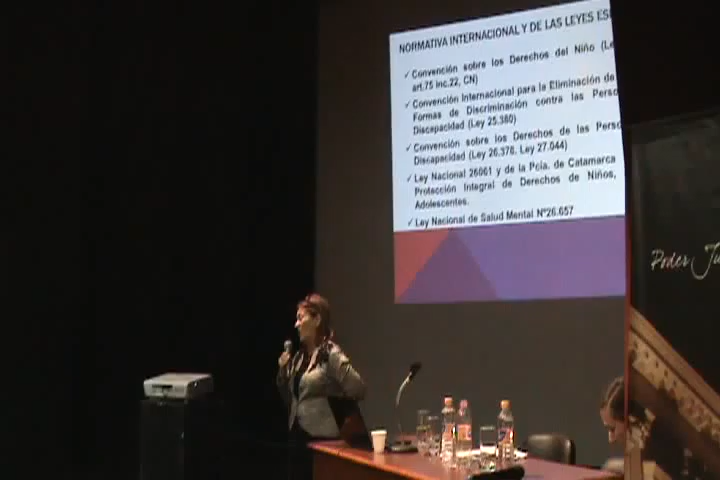 NORMATIVA INTERNACIONAL Y DE LAS LEYES ES
✓ Convención sobre los Derechos del Niño (Le
art.75 inc.22, CN)
✓ Convención Internacional para la Eliminación de
Formas de Discriminación contra las Perso
Discapacidad (Ley 25.380)
✓ Convención sobre los Derechos de las Perso
Discapacidad (Ley 26.378. Ley 27.044)
✓ Ley Nacional 26061 y de la Pcia. de Catamarca
Protección Integral de Derechos de Niños,
Adolescentes.
✓ Ley Nacional de Salud Mental Nº26.657
Poder Ju